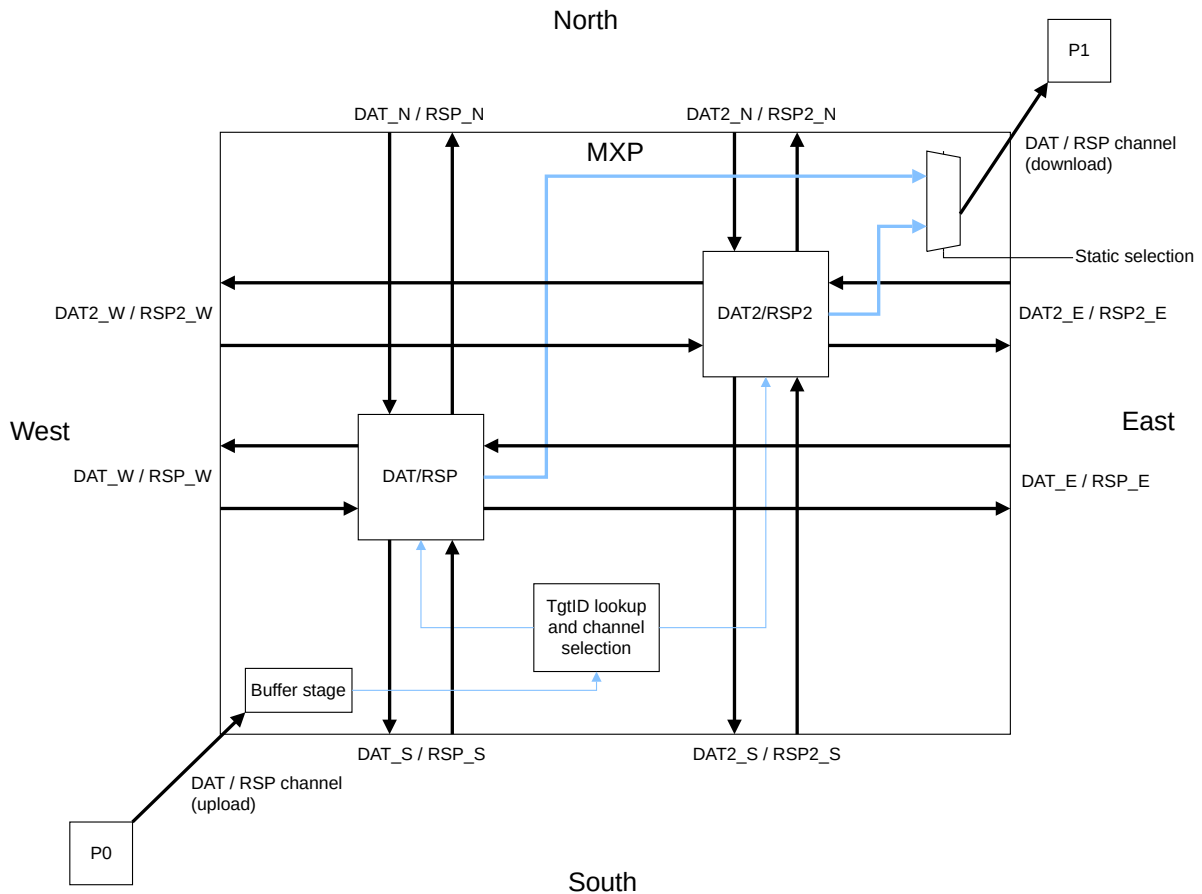 North
P1
DAT_N / RSP_N
DAT2_N / RSP2_N
MXP
DAT / RSP channel
(download)
Static selection
DAT2_W / RSP2_W
DAT2/RSP2
DAT2_E / RSP2_E
West
East
DAT_W / RSP_W
DAT/RSP
DAT_E / RSP_E
TgtID lookup
and channel
selection
Buffer stage
DAT_S / RSP_S
DAT2_S / RSP2_S
DAT / RSP channel
(upload)
P0
South